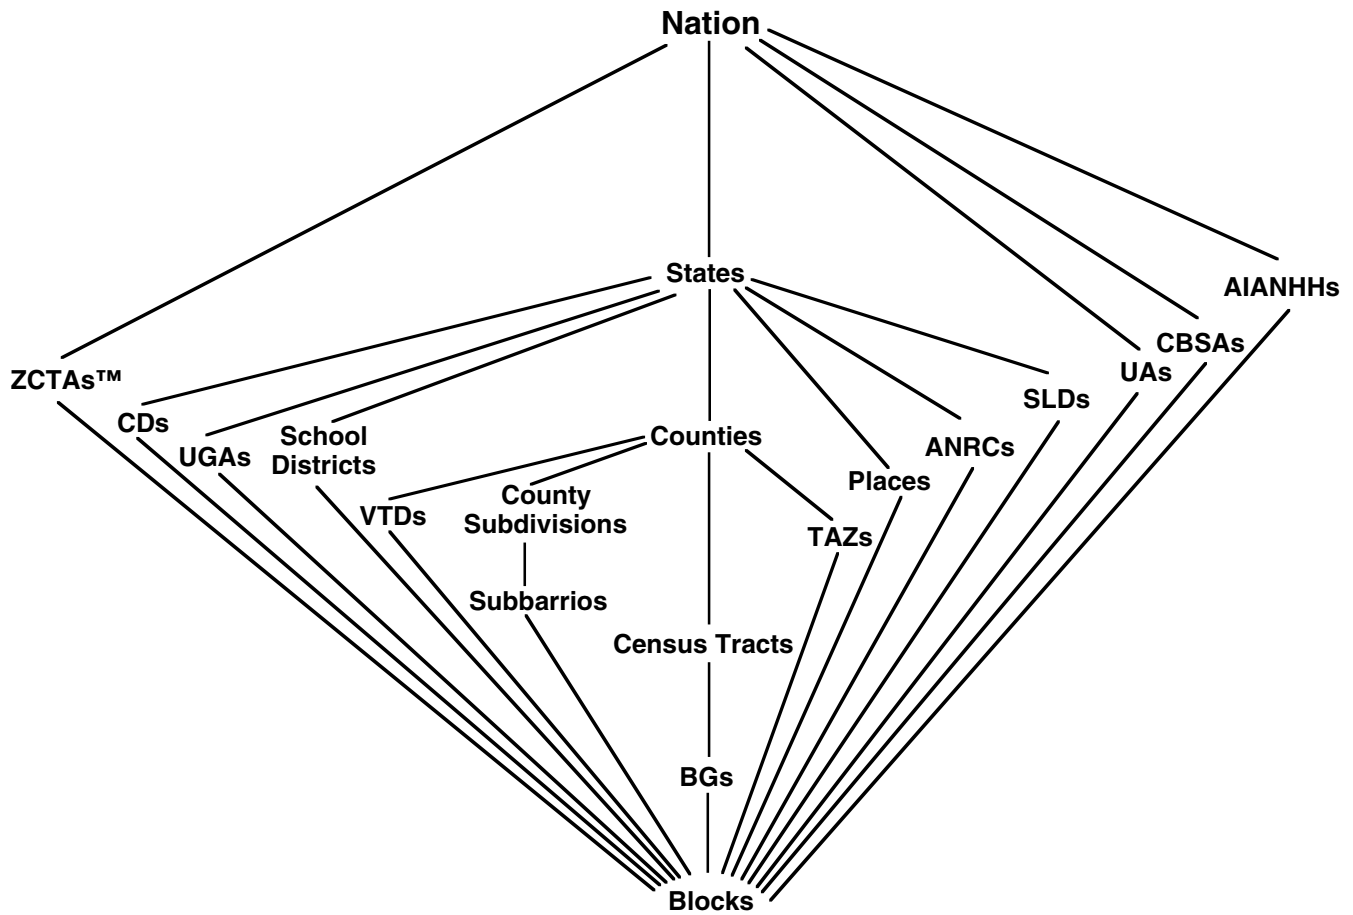 Nation
States
AIANHHs
CBSAs
UAs
ZCTAs™
SLDs
CDs
School
Districts
UGAs
Counties
ANRCs
Places
County
Subdivisions
VTDs
TAZs
Subbarrios
Census Tracts
BGs
Blocks